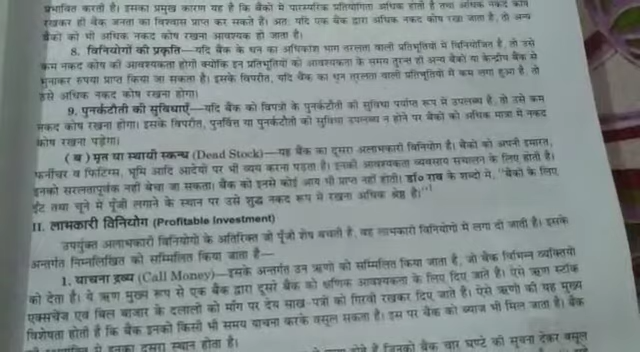 प्रभावित करती है। इसका प्रमुख कारण यह है कि बैंकों में पारस्परिक प्रतियोगिता अधिक होती है तथा अधिक नकद कोष
रखकर ही बैंक जनता का विश्वास प्राप्त कर सकते हैं। अतः यदि एक बैंक द्वारा अधिक नकद कोष रखा जाता है, तो अन्य
बैंकों को भी अधिक नकद कोष रखना आवश्यक हो जाता है।
8. विनियोगों की प्रकृति—यदि बैंक के धन का अधिकांश भाग तरलता वाली प्रतिभूतियों में विनियोजित है, तो उसे
कम नकद कोष की आवश्यकता होगी क्योंकि इन प्रतिभूतियों को आवश्यकता के समय तुरन्त ही अन्य बैंकों या केन्द्रीय बैंक से
भुनाकर रुपया प्राप्त किया जा सकता है। इसके विपरीत, यदि बैंक का धन तरलता वाली प्रतिभूतियों में कम लगा हुआ है, तो
उसे अधिक नकद कोष रखना होगा।
9. पुनर्कटौती की सुविधाएँ—यदि बैंक को विपत्रों के पुनर्कटौती की सुविधा पर्याप्त रूप में उपलब्ध है, तो उसे कम
नकद कोष रखना होगा। इसके विपरीत, पुनर्वित्त या पुनर्कटौती की सुविधा उपलब्ध न होने पर बैंकों को अधिक मात्रा में नकद
कोष रखना पड़ेगा।
(ब) मृत या स्थायी स्कन्ध (Dead Stock)—यह बैंक का दूसरा अलाभकारी विनियोग है। बैंकों को अपनी इमारत,
फर्नीचर व फिटिंग्स, भूमि आदि आदेयों पर भी व्यय करना पड़ता है। इनकी आवश्यकता व्यवसाय संचालन के लिए होती है।
इनको सरलतापूर्वक नहीं बेचा जा सकता। बैंक को इनसे कोई आय भी प्राप्त नहीं होती। डॉ० राव के शब्दों में, "बैंकों के लिए
ईंट तथा चूने में पूँजी लगाने के स्थान पर उसे शुद्ध नकद रूप में रखना अधिक श्रेष्ठ है।"¹
II. लाभकारी विनियोग (Profitable Investment)
उपर्युक्त अलाभकारी विनियोगों के अतिरिक्त जो पूँजी शेष बचती है, वह लाभकारी विनियोगों में लगा दी जाती है। इसके
अन्तर्गत निम्नलिखित को सम्मिलित किया जाता है—
1. याचना द्रव्य (Call Money)—इसके अन्तर्गत उन ऋणों को सम्मिलित किया जाता है, जो बैंक विभिन्न व्यक्तियों
को देता है। ये ऋण मुख्य रूप से एक बैंक द्वारा दूसरे बैंक को क्षणिक आवश्यकता के लिए दिए जाते हैं। ऐसे ऋण स्टॉक
एक्सचेंज एवं बिल बाजार के दलालों को माँग पर देय साख-पत्रों को गिरवी रखकर दिए जाते हैं। ऐसे ऋणों की यह मुख्य
विशेषता होती है कि बैंक इनको किसी भी समय याचना करके वसूल सकता है। इस पर बैंक को ब्याज भी मिल जाता है। बैंक
में इनका दूसरा स्थान होता है।
होते हैं जिनको बैंक चार घण्टे की सूचना देकर वसूल